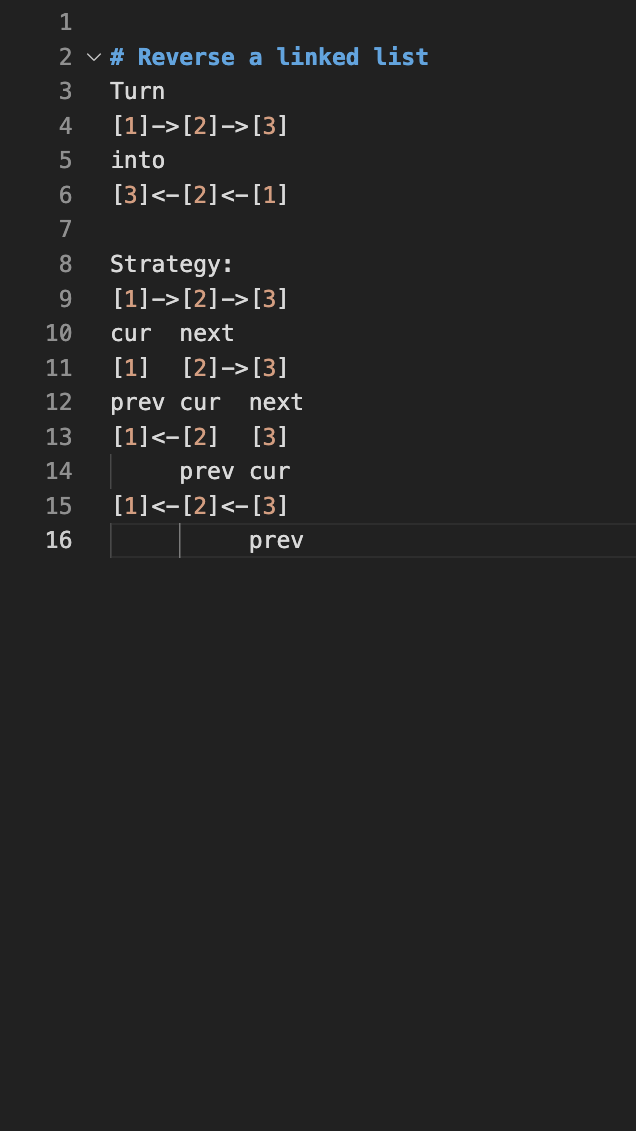 1
2 # Reverse a linked list
3 Turn
4 [1]->[2]->[3]
5 into
6 [3]<-[2]<-[1]
7
8 Strategy:
9 [1]->[2]->[3]
10 cur  next
11 [1]  [2]->[3]
12 prev cur  next
13 [1]<-[2]  [3]
14      prev cur
15 [1]<-[2]<-[3]
16           prev